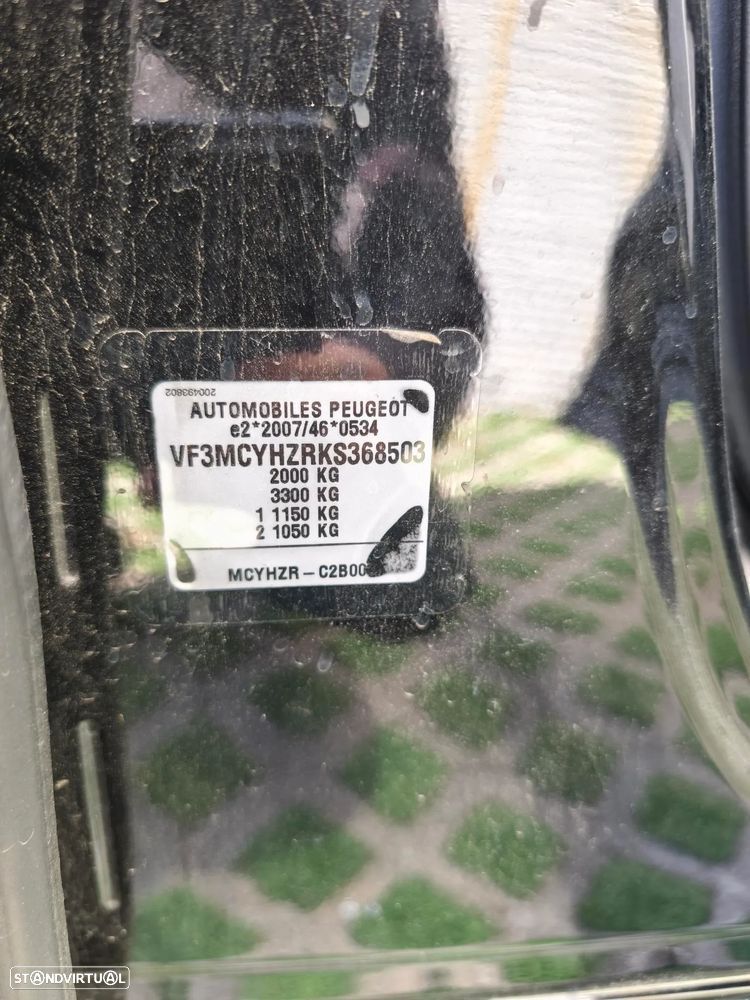 200493802
AUTOMOBILES PEUGEOT
e2*2007/46*0534
VF3MCYHZRKS368503
2000 KG
3300 KG
1 1150 KG
2 1050 KG
MCYHZR - C2B00
STANDVIRTUAL